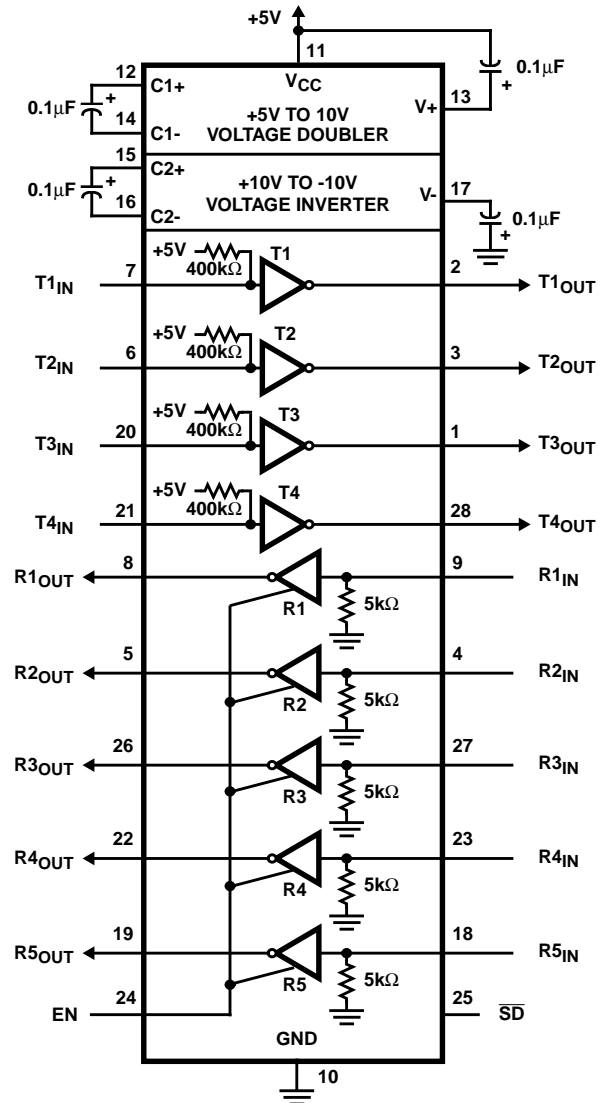 +5V
11
12
C1+
VCC
0.1μF
+
0.1μF
+
13
V+
+5V TO 10V
VOLTAGE DOUBLER
14
C1-
15
C2+
0.1μF
+
+10V TO -10V
VOLTAGE INVERTER
V-
17
16
C2-
0.1μF
+
+5V
400kΩ
T1
T1IN
7
2
T1OUT
+5V
400kΩ
T2
T2IN
6
3
T2OUT
+5V
400kΩ
T3
T3IN
20
1
T3OUT
+5V
400kΩ
T4
T4IN
21
28
T4OUT
R1OUT
8
9
R1IN
R1
5kΩ
R2OUT
5
4
R2IN
R2
5kΩ
R3OUT
26
27
R3IN
R3
5kΩ
R4OUT
22
23
R4IN
R4
5kΩ
R5OUT
19
18
R5IN
R5
5kΩ
EN
24
25
SD
GND
10